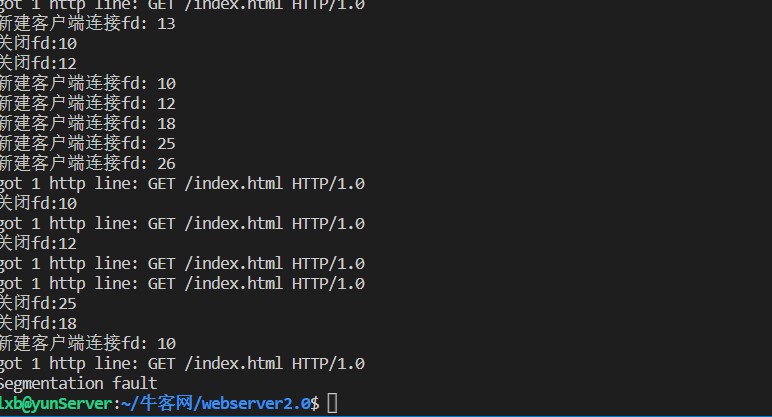 got 1 http line: GET /index.html HTTP/1.0
新建客户端连接fd: 13
关闭fd:10
关闭fd:12
新建客户端连接fd: 10
新建客户端连接fd: 12
新建客户端连接fd: 18
新建客户端连接fd: 25
新建客户端连接fd: 26
got 1 http line: GET /index.html HTTP/1.0
关闭fd:10
got 1 http line: GET /index.html HTTP/1.0
关闭fd:12
got 1 http line: GET /index.html HTTP/1.0
got 1 http line: GET /index.html HTTP/1.0
关闭fd:25
关闭fd:18
新建客户端连接fd: 10
got 1 http line: GET /index.html HTTP/1.0
Segmentation fault
lxb@yunServer:~/牛客网/webserver2.0$